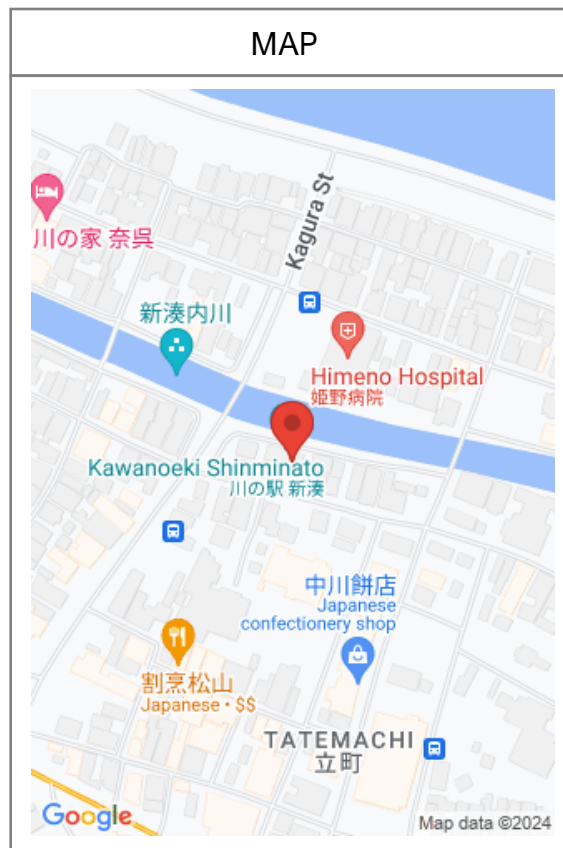 MAP
Kagura St
川の家 奈呉
新湊内川
Himeno Hospital
姫野病院
Kawanoeki Shinminato
川の駅 新湊
中川餅店
Japanese
confectionery shop
割烹松山
Japanese • $$
TATEMACHI
立町
Google
Map data ©2024